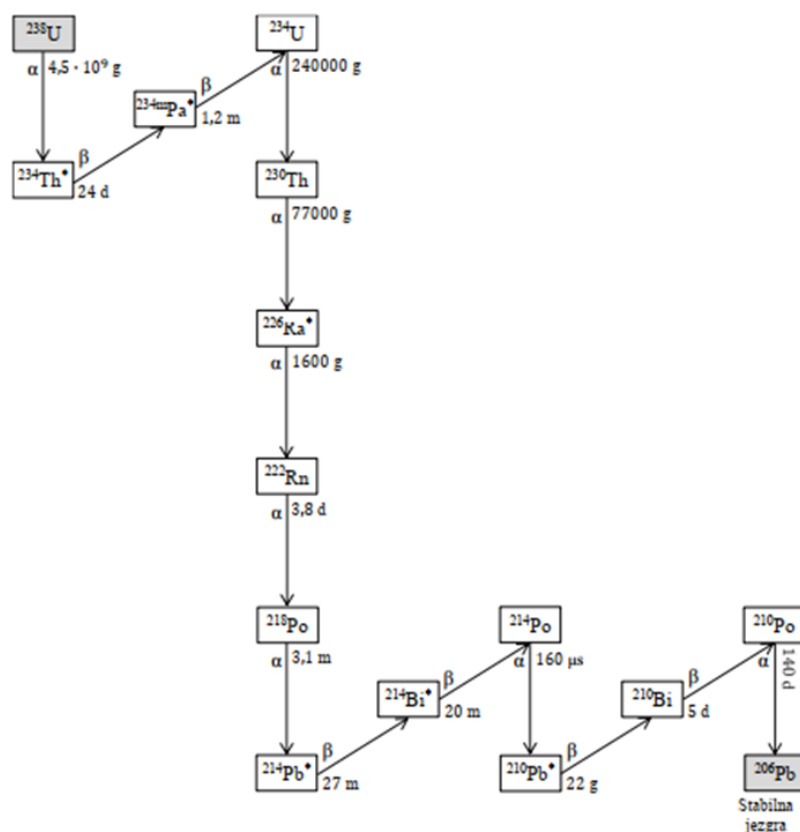 ²³⁸U
²³⁴U
α 4,5 · 10⁹ g
α 240000 g
²³⁴ᵐPa*
β
1,2 m
²³⁴Th*
β
24 d
²³⁰Th
α 77000 g
²²⁶Ra*
α 1600 g
²²²Rn
α 3,8 d
²¹⁸Po
²¹⁴Po
²¹⁰Po
α 3,1 m
α 160 µs
α 140 d
²¹⁴Bi*
β
20 m
²¹⁰Bi
β
5 d
²¹⁴Pb*
β
27 m
²¹⁰Pb*
β
22 g
²⁰⁶Pb
Stabilna
jezgra